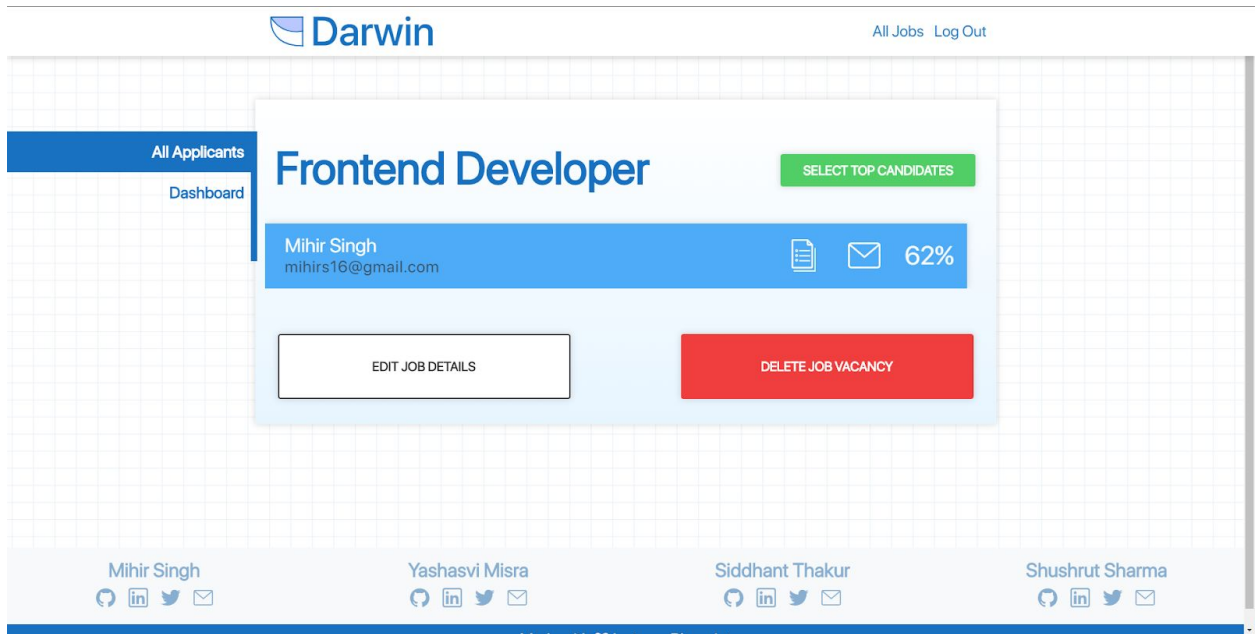 Darwin
All Jobs Log Out
All Applicants
Dashboard
Frontend Developer
SELECT TOP CANDIDATES
Mihir Singh
mihirs16@gmail.com
62%
EDIT JOB DETAILS
DELETE JOB VACANCY
Mihir Singh
Yashasvi Misra
Siddhant Thakur
Shushrut Sharma